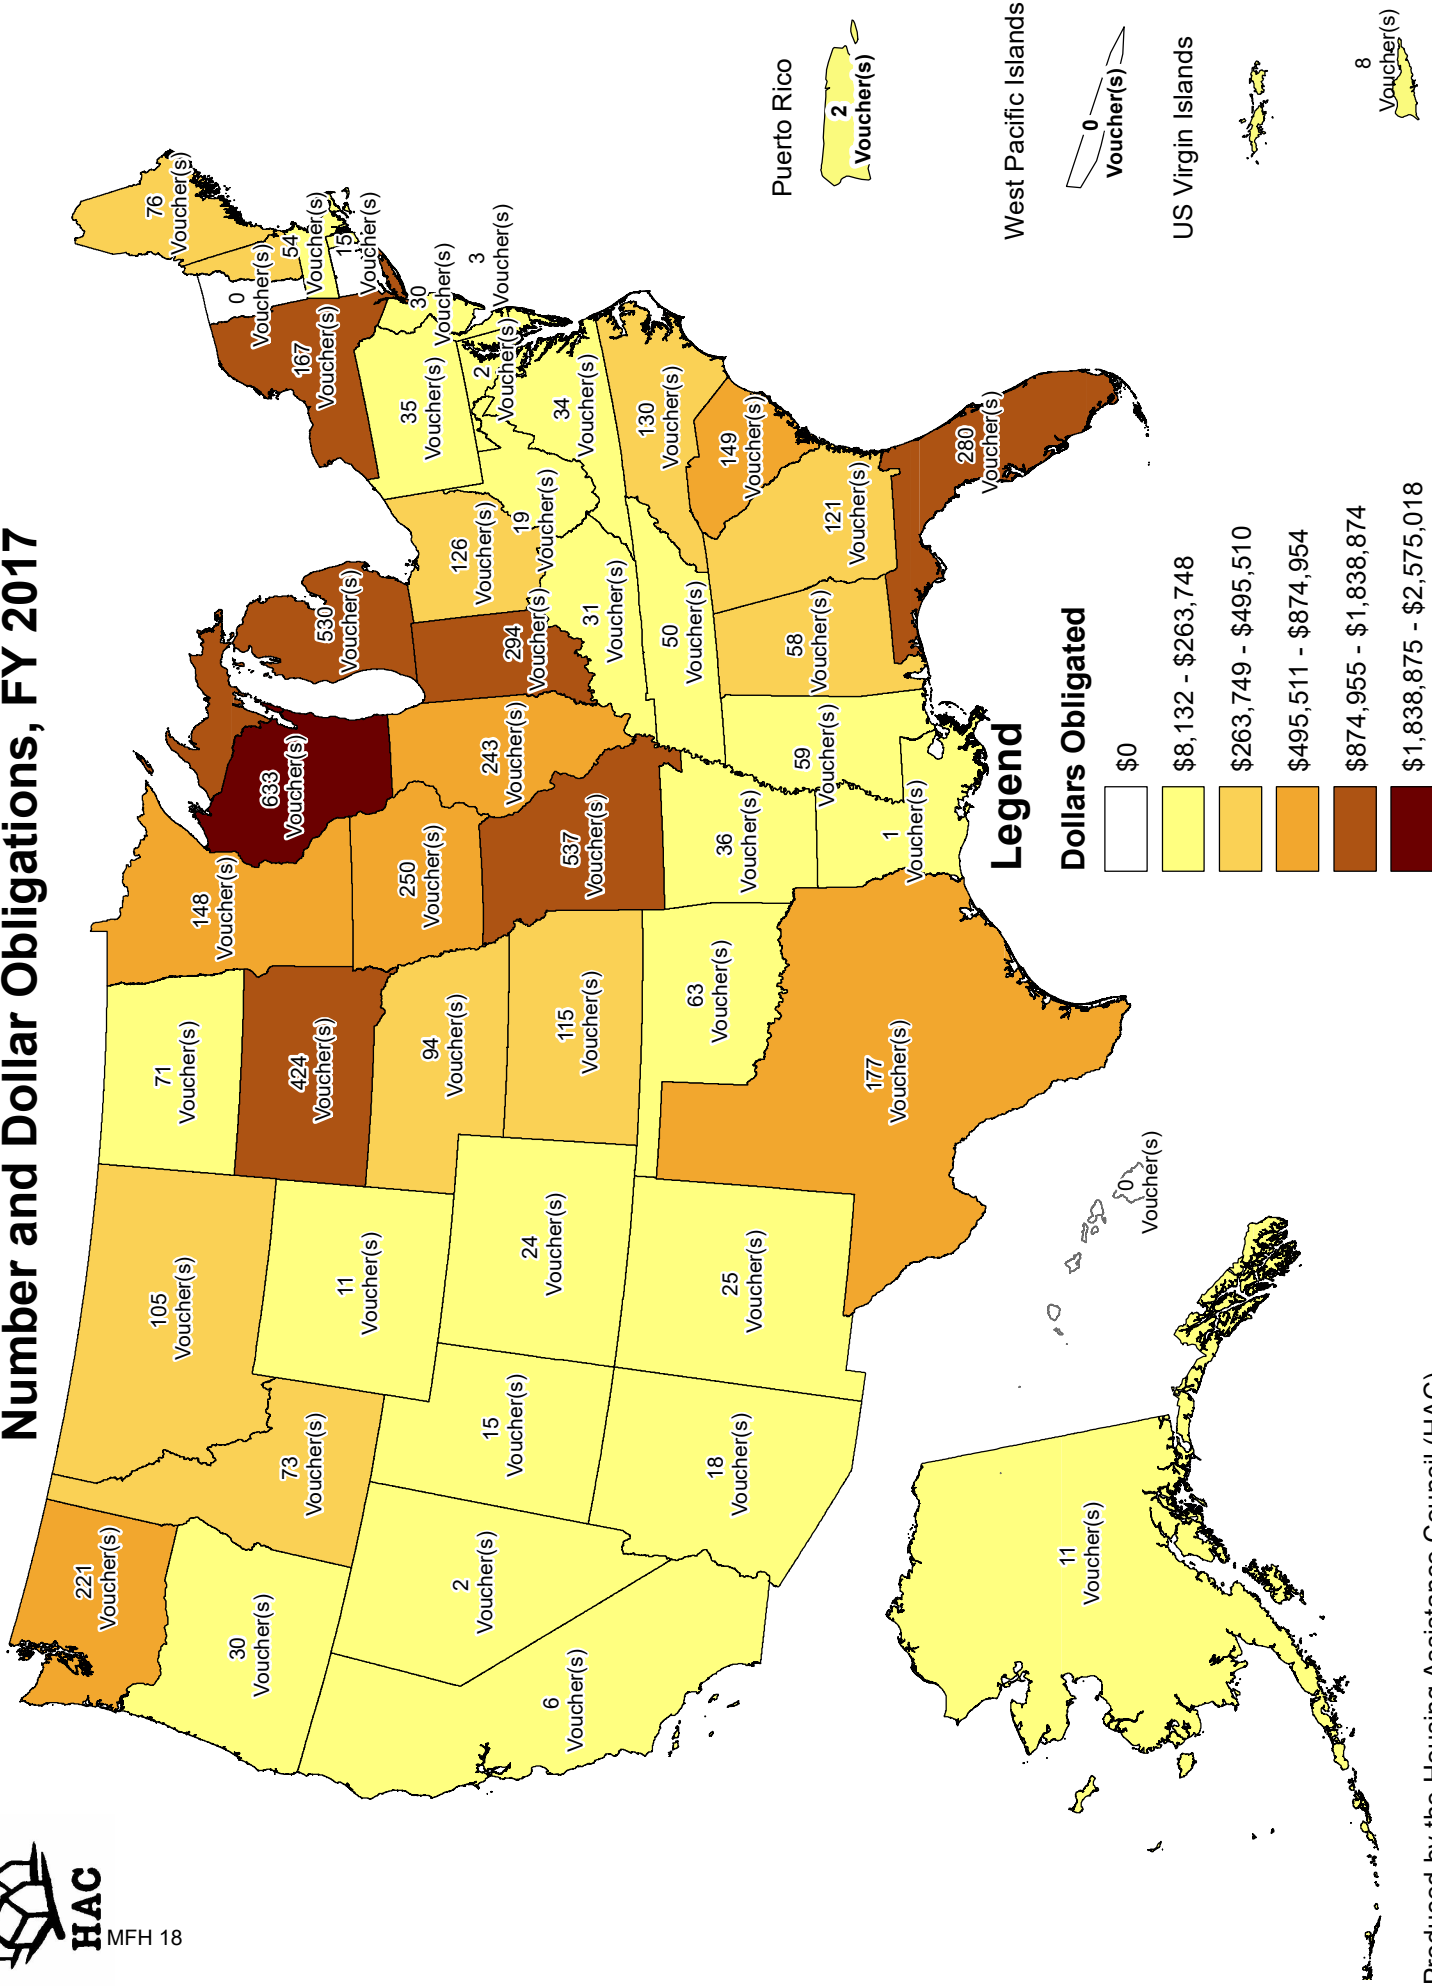 Number and Dollar Obligations, FY 2017
HAC
MFH 18
221
Voucher(s)
30
Voucher(s)
6
Voucher(s)
2
Voucher(s)
73
Voucher(s)
105
Voucher(s)
11
Voucher(s)
15
Voucher(s)
18
Voucher(s)
24
Voucher(s)
25
Voucher(s)
71
Voucher(s)
424
Voucher(s)
94
Voucher(s)
115
Voucher(s)
63
Voucher(s)
177
Voucher(s)
148
Voucher(s)
250
Voucher(s)
537
Voucher(s)
36
Voucher(s)
1
Voucher(s)
633
Voucher(s)
243
Voucher(s)
59
Voucher(s)
530
Voucher(s)
294
Voucher(s)
31
Voucher(s)
50
Voucher(s)
58
Voucher(s)
126
Voucher(s)
19
Voucher(s)
121
Voucher(s)
280
Voucher(s)
149
Voucher(s)
130
Voucher(s)
34
Voucher(s)
35
Voucher(s)
2
Voucher(s)
3
Voucher(s)
30
Voucher(s)
167
Voucher(s)
0
Voucher(s)
54
Voucher(s)
15
Voucher(s)
76
Voucher(s)
11
Voucher(s)
0
Voucher(s)
Legend
Dollars Obligated
$0
$8,132 - $263,748
$263,749 - $495,510
$495,511 - $874,954
$874,955 - $1,838,874
$1,838,875 - $2,575,018
Puerto Rico
2
Voucher(s)
West Pacific Islands
0
Voucher(s)
US Virgin Islands
8
Voucher(s)
Produced by the Housing Assistance Council (HAC)